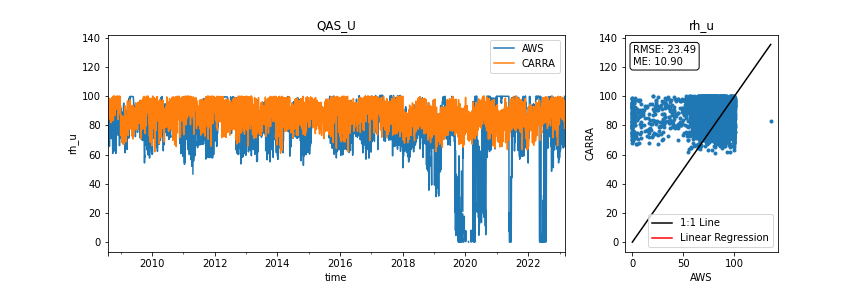 QAS_U
rh_u
140
120
100
80
60
40
20
0
rh_u
2010
2012
2014
2016
2018
2020
2022
time
AWS
CARRA
140
120
100
80
60
40
20
0
CARRA
RMSE: 23.49
ME: 10.90
1:1 Line
Linear Regression
0
50
100
AWS